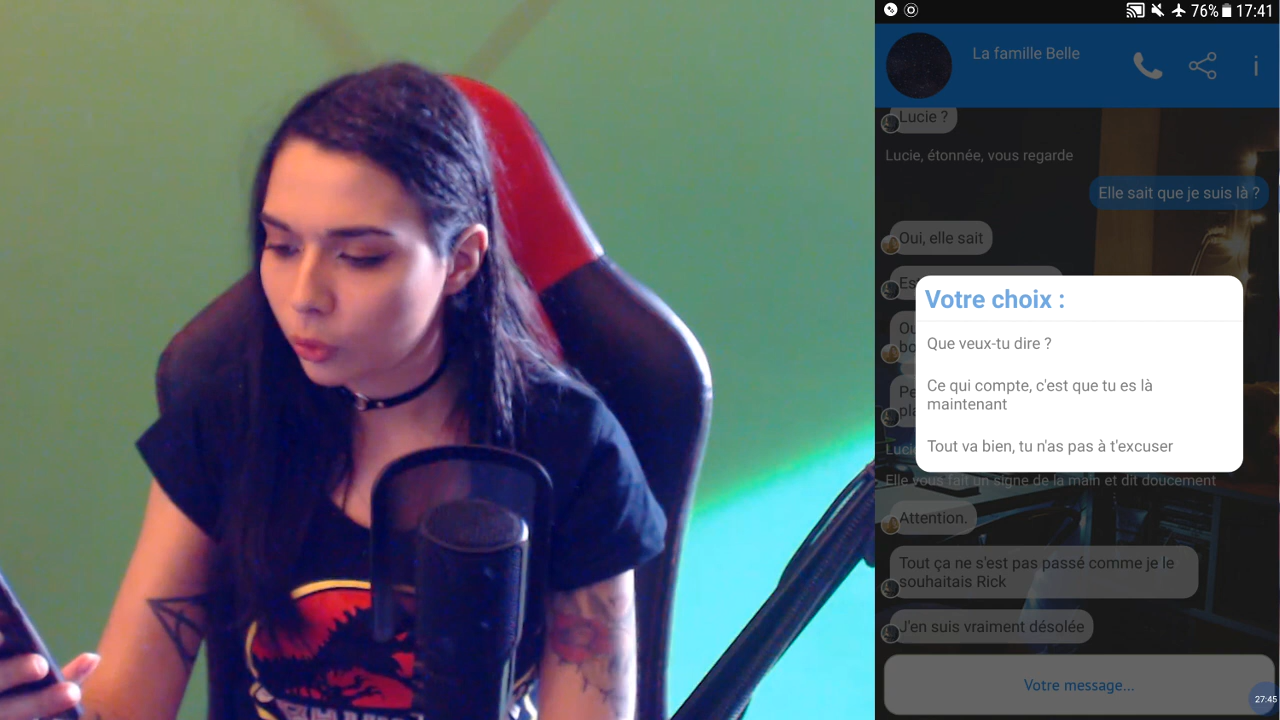 76% 17:41
La famille Belle
Lucie ?
Lucie, étonnée, vous regarde
Elle sait que je suis là ?
Oui, elle sait
Es
Votre choix :
Que veux-tu dire ?
Ce qui compte, c'est que tu es là
maintenant
Tout va bien, tu n'as pas à t'excuser
Elle vous fait un signe de la main et dit doucement
Attention.
Tout ça ne s'est pas passé comme je le
souhaitais Rick
J'en suis vraiment désolée
Votre message...
27:45